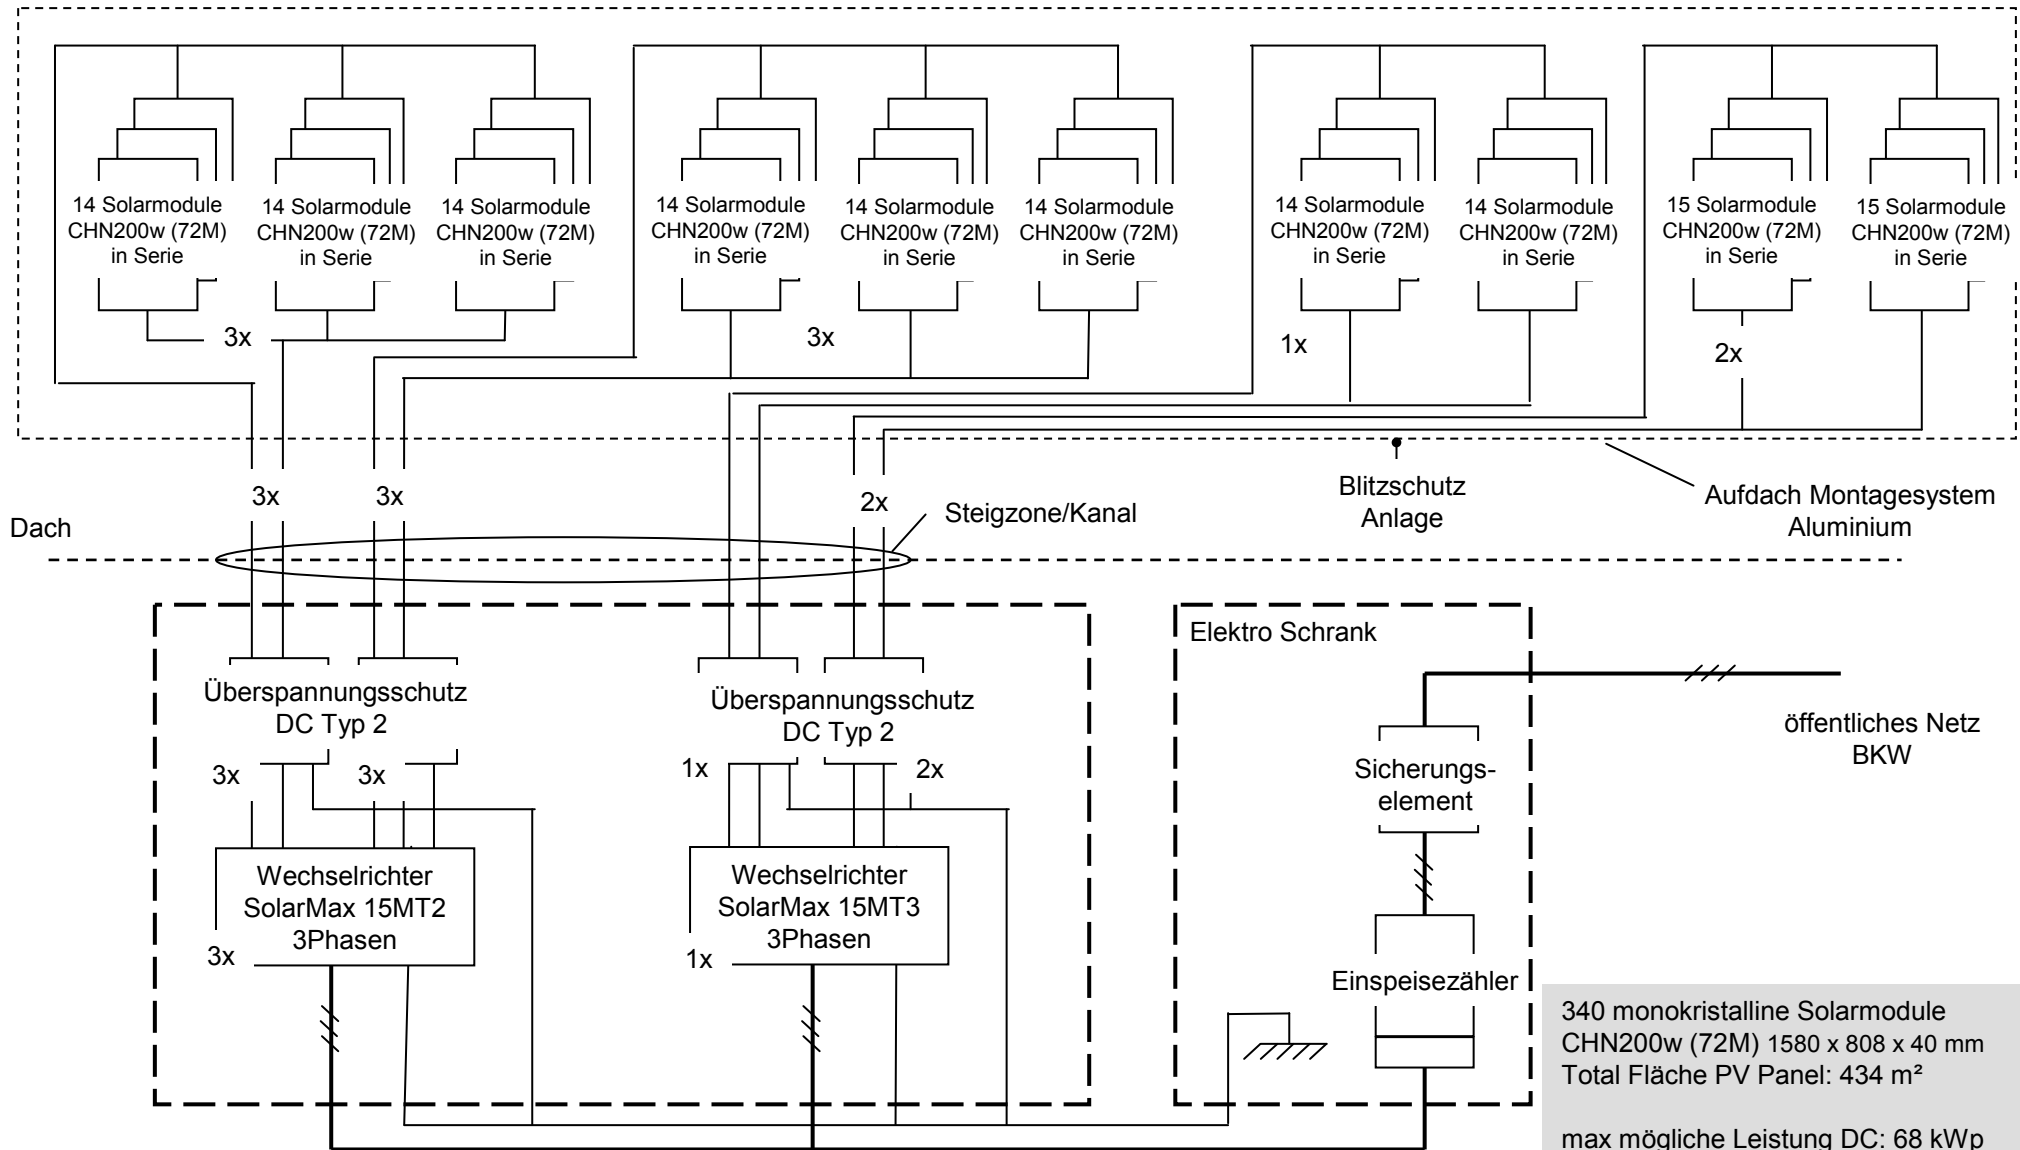 14 Solarmodule
CHN200w (72M)
in Serie
14 Solarmodule
CHN200w (72M)
in Serie
14 Solarmodule
CHN200w (72M)
in Serie
14 Solarmodule
CHN200w (72M)
in Serie
14 Solarmodule
CHN200w (72M)
in Serie
14 Solarmodule
CHN200w (72M)
in Serie
14 Solarmodule
CHN200w (72M)
in Serie
14 Solarmodule
CHN200w (72M)
in Serie
15 Solarmodule
CHN200w (72M)
in Serie
15 Solarmodule
CHN200w (72M)
in Serie
3x
3x
1x
2x
3x
3x
2x
Steigzone/Kanal
Blitzschutz
Anlage
Aufdach Montagesystem
Aluminium
Dach
Überspannungsschutz
DC Typ 2
Überspannungsschutz
DC Typ 2
Elektro Schrank
öffentliches Netz
BKW
3x
3x
1x
2x
Sicherungs-
element
Wechselrichter
SolarMax 15MT2
3Phasen
3x
Wechselrichter
SolarMax 15MT3
3Phasen
1x
Einspeisezähler
340 monokristalline Solarmodule
CHN200w (72M) 1580 x 808 x 40 mm
Total Fläche PV Panel: 434 m²
max mögliche Leistung DC: 68 kWp